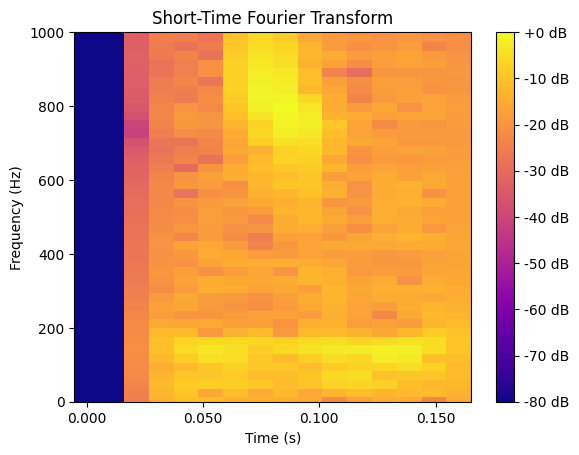 Short-Time Fourier Transform
Frequency (Hz)
1000
800
600
400
200
0
0.000
0.050
0.100
0.150
Time (s)
+0 dB
-10 dB
-20 dB
-30 dB
-40 dB
-50 dB
-60 dB
-70 dB
-80 dB